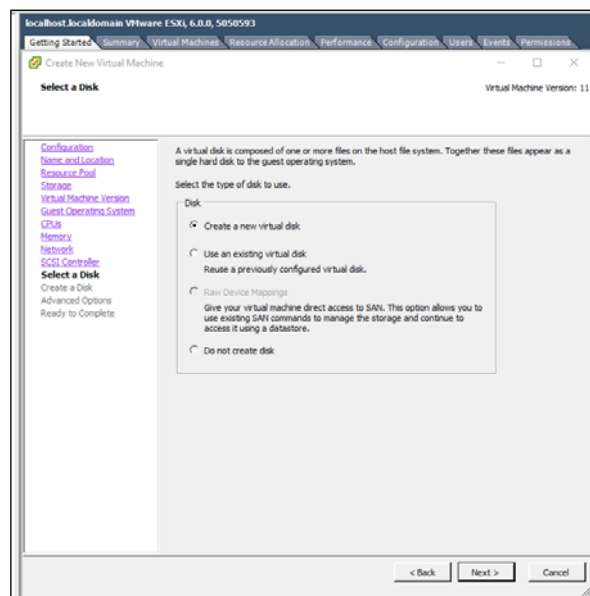 localhost.localdomain VMware ESXi, 6.0.0, 5050593
Getting Started Summary Virtual Machines Resource Allocation Performance Configuration Users Events Permissions
Create New Virtual Machine
Select a Disk
Virtual Machine Version: 11
Configuration
Name and Location
Resource Pool
Storage
Virtual Machine Version
Guest Operating System
CPUs
Memory
Network
SCSI Controller
Select a Disk
Create a Disk
Advanced Options
Ready to Complete
A virtual disk is composed of one or more files on the host file system. Together these files appear as a
single hard disk to the guest operating system.
Select the type of disk to use.
Disk
Create a new virtual disk
Use an existing virtual disk
Reuse a previously configured virtual disk.
Raw Device Mappings
Give your virtual machine direct access to SAN. This option allows you to
use existing SAN commands to manage the storage and continue to
access it using a datastore.
Do not create disk
< Back Next > Cancel